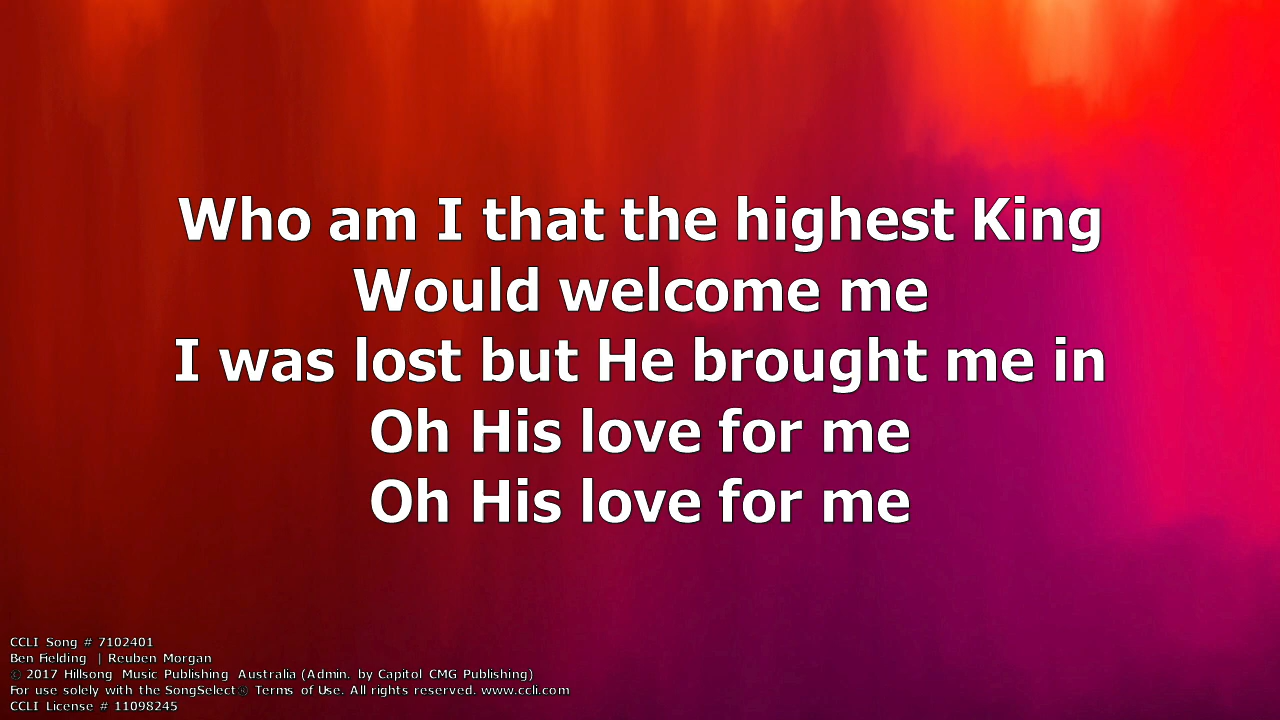 Who am I that the highest King
Would welcome me
I was lost but He brought me in
Oh His love for me
Oh His love for me
CCLI Song # 7102401
Ben Fielding | Reuben Morgan
© 2017 Hillsong Music Publishing Australia (Admin. by Capitol CMG Publishing)
For use solely with the SongSelect® Terms of Use. All rights reserved. www.ccli.com
CCLI License # 11098245